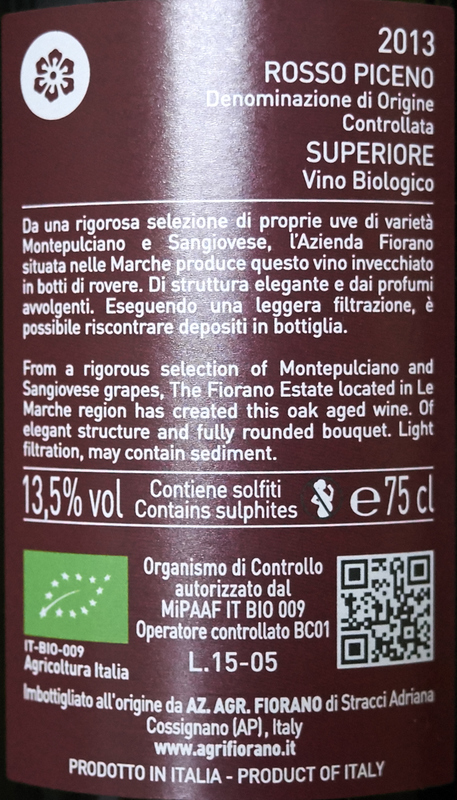 2013
ROSSO PICENO
Denominazione di Origine
Controllata
SUPERIORE
Vino Biologico
Da una rigorosa selezione di proprie uve di varietà
Montepulciano e Sangiovese, l'Azienda Fiorano
situata nelle Marche produce questo vino invecchiato
in botti di rovere. Di struttura elegante e dai profumi
avvolgenti. Eseguendo una leggera filtrazione, è
possibile riscontrare depositi in bottiglia.
From a rigorous selection of Montepulciano and
Sangiovese grapes, The Fiorano Estate located in Le
Marche region has created this oak aged wine. Of
elegant structure and fully rounded bouquet. Light
filtration, may contain sediment.
13,5% vol Contiene solfiti
Contains sulphites ℮ 75 cl
Organismo di Controllo
autorizzato dal
MiPAAF IT BIO 009
Operatore controllato BC01
L.15-05
IT-BIO-009
Agricoltura Italia
Imbottigliato all'origine da AZ. AGR. FIORANO di Stracci Adriana
Cossignano (AP), Italy
www.agrifiorano.it
PRODOTTO IN ITALIA - PRODUCT OF ITALY